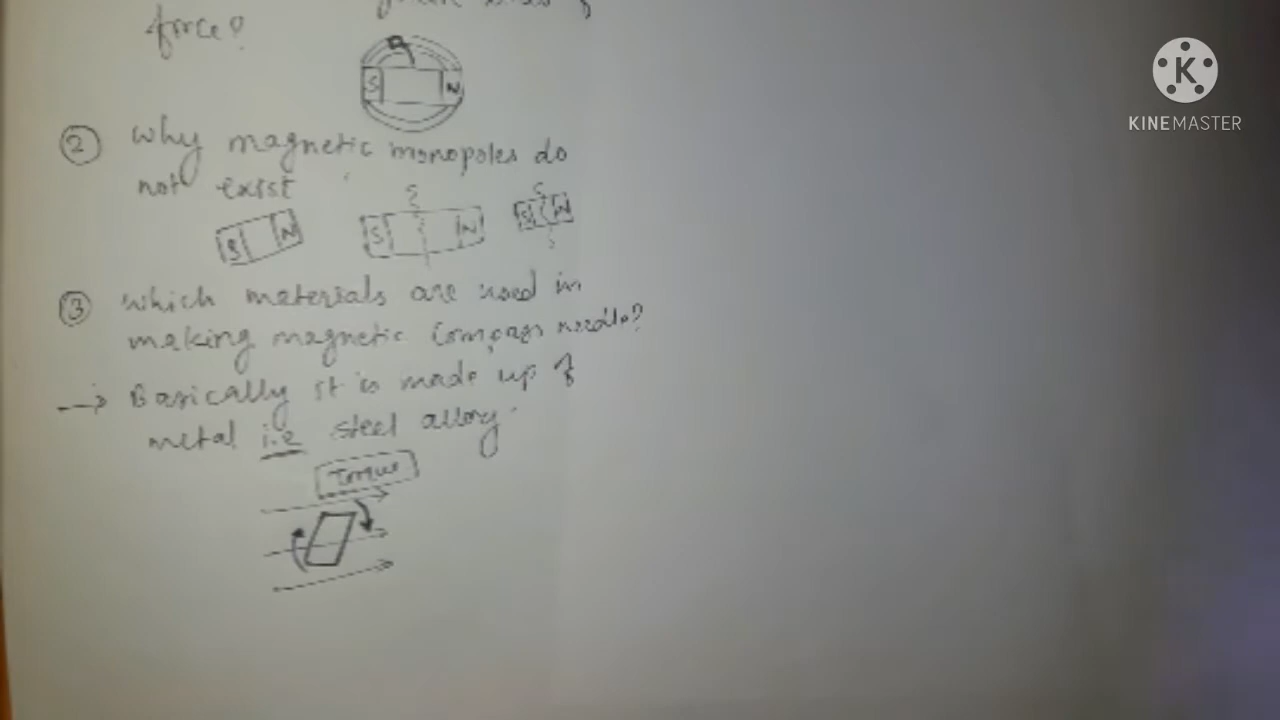 force?
S N
② Why magnetic monopoles do
not exist
S N S N S N
③ Which materials are used in
making magnetic compass needle?
→ Basically it is made up of
metal i.e steel alloy.
Torque
K
KINEMASTER